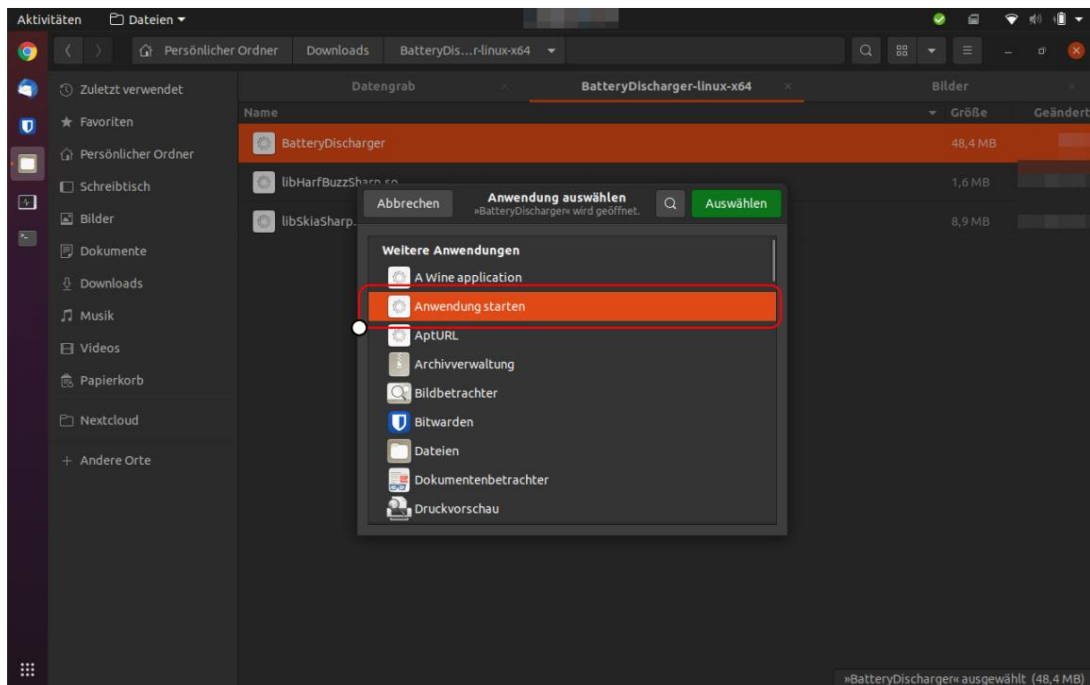 Aktivitäten
Dateien
Persönlicher Ordner
Downloads
BatteryDis…r-linux-x64
Zuletzt verwendet
Favoriten
Persönlicher Ordner
Schreibtisch
Bilder
Dokumente
Downloads
Musik
Videos
Papierkorb
Nextcloud
+ Andere Orte
Datengrab
BatteryDischarger-linux-x64
Bilder
Name
Größe
Geändert
BatteryDischarger
48,4 MB
libHarfBuzzSharp.so
1,6 MB
libSkiaSharp.
8,9 MB
Abbrechen
Anwendung auswählen
»BatteryDischarger« wird geöffnet.
Auswählen
Weitere Anwendungen
A Wine application
Anwendung starten
AptURL
Archivverwaltung
Bildbetrachter
Bitwarden
Dateien
Dokumentenbetrachter
Druckvorschau
»BatteryDischarger« ausgewählt (48,4 MB)